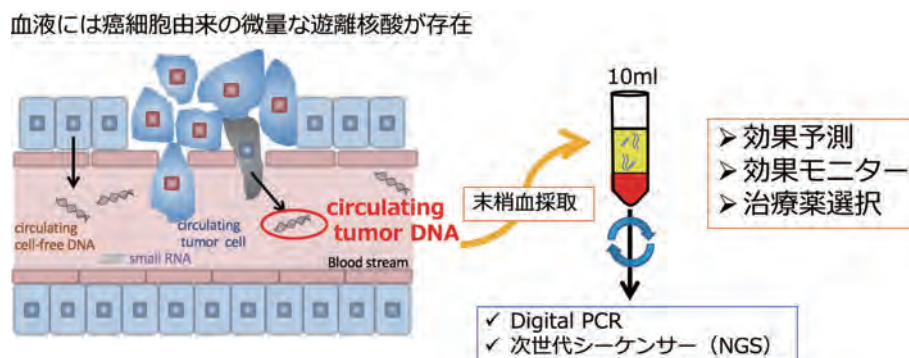 血液には癌細胞由来の微量な遊離核酸が存在
10ml
➢ 効果予測
➢ 効果モニター
➢ 治療薬選択
末梢血採取
circulating
tumor DNA
circulating
cell-free DNA
circulating
tumor cell
small RNA
Blood stream
✓ Digital PCR
✓ 次世代シーケンサー（NGS）